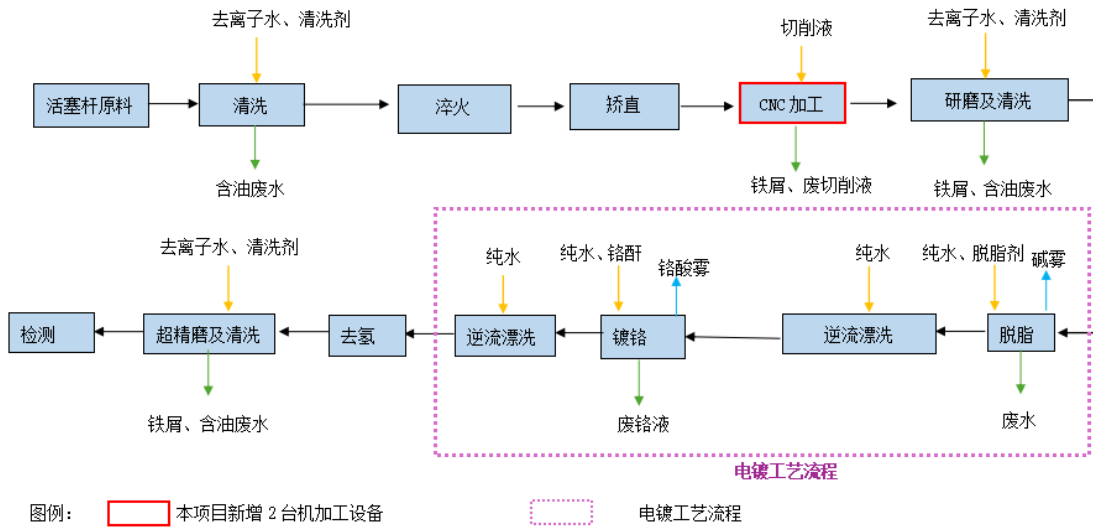 去离子水、清洗剂
切削液
去离子水、清洗剂
活塞杆原料
清洗
淬火
矫直
CNC加工
研磨及清洗
含油废水
铁屑、废切削液
铁屑、含油废水
去离子水、清洗剂
纯水
纯水、铬酐
铬酸雾
纯水
纯水、脱脂剂
碱雾
检测
超精磨及清洗
去氢
逆流漂洗
镀铬
逆流漂洗
脱脂
铁屑、含油废水
废铬液
废水
电镀工艺流程
图例：
本项目新增 2 台机加工设备
电镀工艺流程